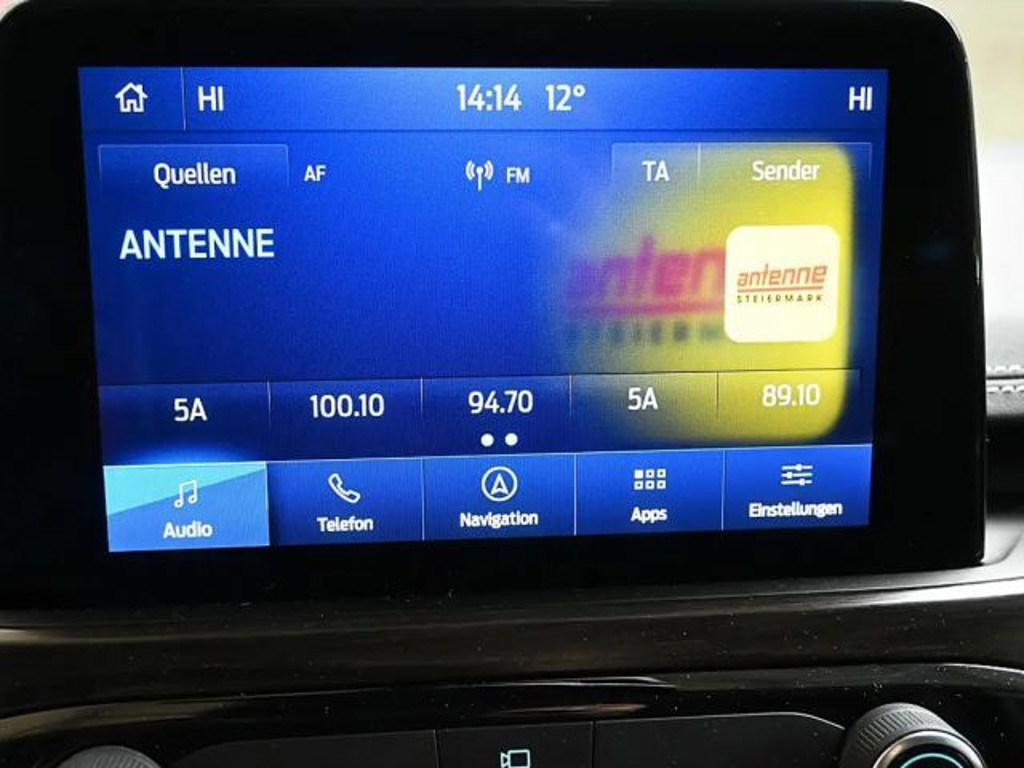 HI 14:14 12° HI
Quellen AF FM TA Sender
ANTENNE
antenne
STEIERMARK
5A 100.10 94.70 5A 89.10
Audio Telefon Navigation Apps Einstellungen